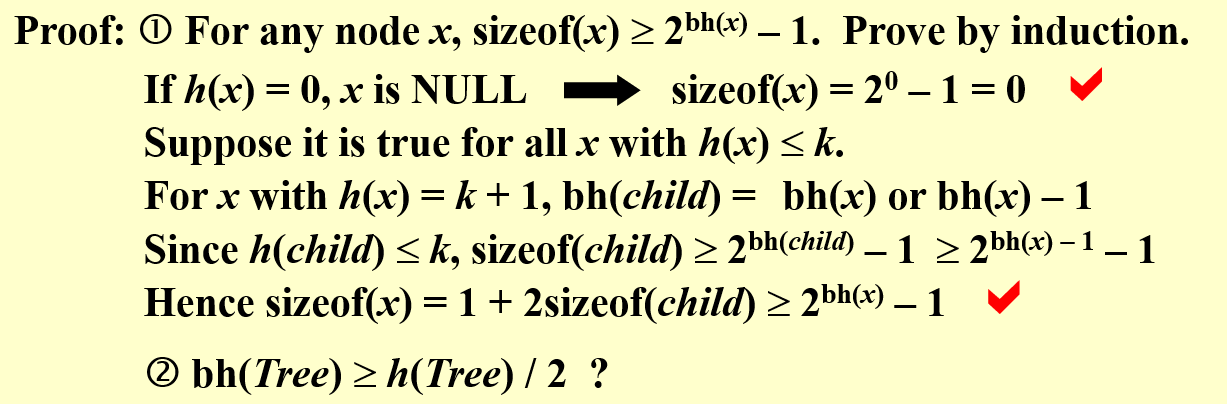 Proof: ① For any node x, sizeof(x) ≥ 2^bh(x) – 1. Prove by induction.
If h(x) = 0, x is NULL ➡ sizeof(x) = 2^0 – 1 = 0 ✔
Suppose it is true for all x with h(x) ≤ k.
For x with h(x) = k + 1, bh(child) = bh(x) or bh(x) – 1
Since h(child) ≤ k, sizeof(child) ≥ 2^bh(child) – 1 ≥ 2^bh(x) – 1 – 1
Hence sizeof(x) = 1 + 2sizeof(child) ≥ 2^bh(x) – 1 ✔
② bh(Tree) ≥ h(Tree) / 2 ?